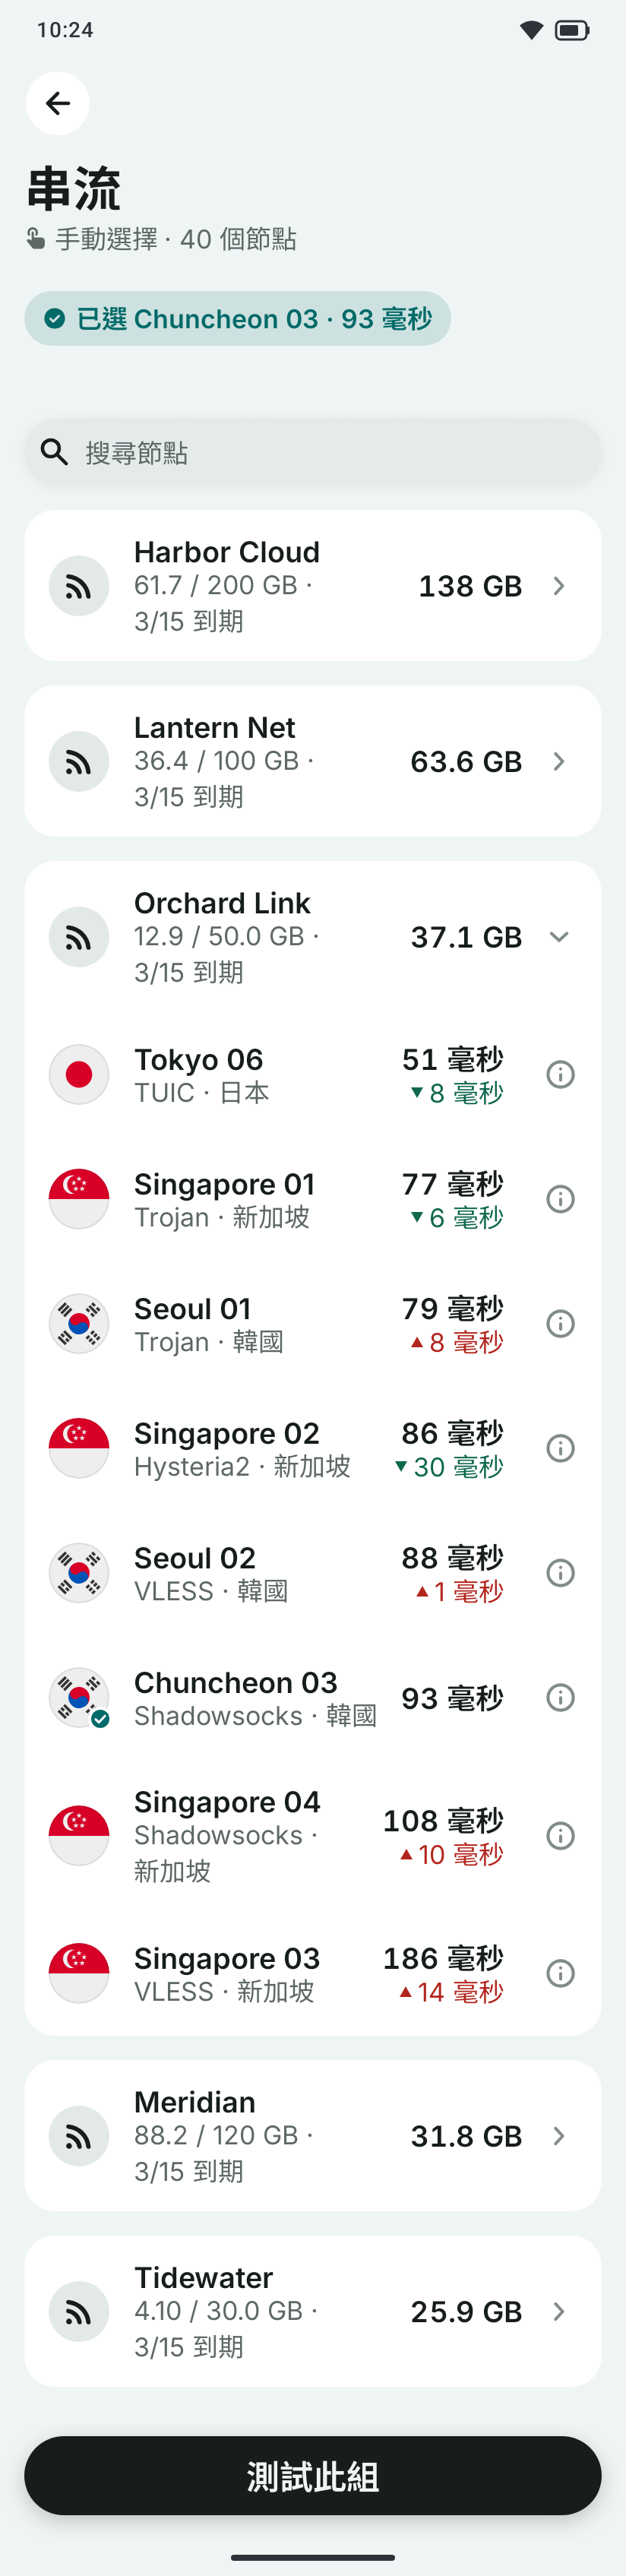 10:24
串流
手動選擇 · 40 個節點
已選 Chuncheon 03 · 93 毫秒
搜尋節點
Harbor Cloud
61.7 / 200 GB ·
3/15 到期
138 GB
Lantern Net
36.4 / 100 GB ·
3/15 到期
63.6 GB
Orchard Link
12.9 / 50.0 GB ·
3/15 到期
37.1 GB
Tokyo 06
TUIC · 日本
51 毫秒
▼8 毫秒
Singapore 01
Trojan · 新加坡
77 毫秒
▼6 毫秒
Seoul 01
Trojan · 韓國
79 毫秒
▲8 毫秒
Singapore 02
Hysteria2 · 新加坡
86 毫秒
▼30 毫秒
Seoul 02
VLESS · 韓國
88 毫秒
▲1 毫秒
Chuncheon 03
Shadowsocks · 韓國
93 毫秒
Singapore 04
Shadowsocks ·
新加坡
108 毫秒
▲10 毫秒
Singapore 03
VLESS · 新加坡
186 毫秒
▲14 毫秒
Meridian
88.2 / 120 GB ·
3/15 到期
31.8 GB
Tidewater
4.10 / 30.0 GB ·
3/15 到期
25.9 GB
測試此組